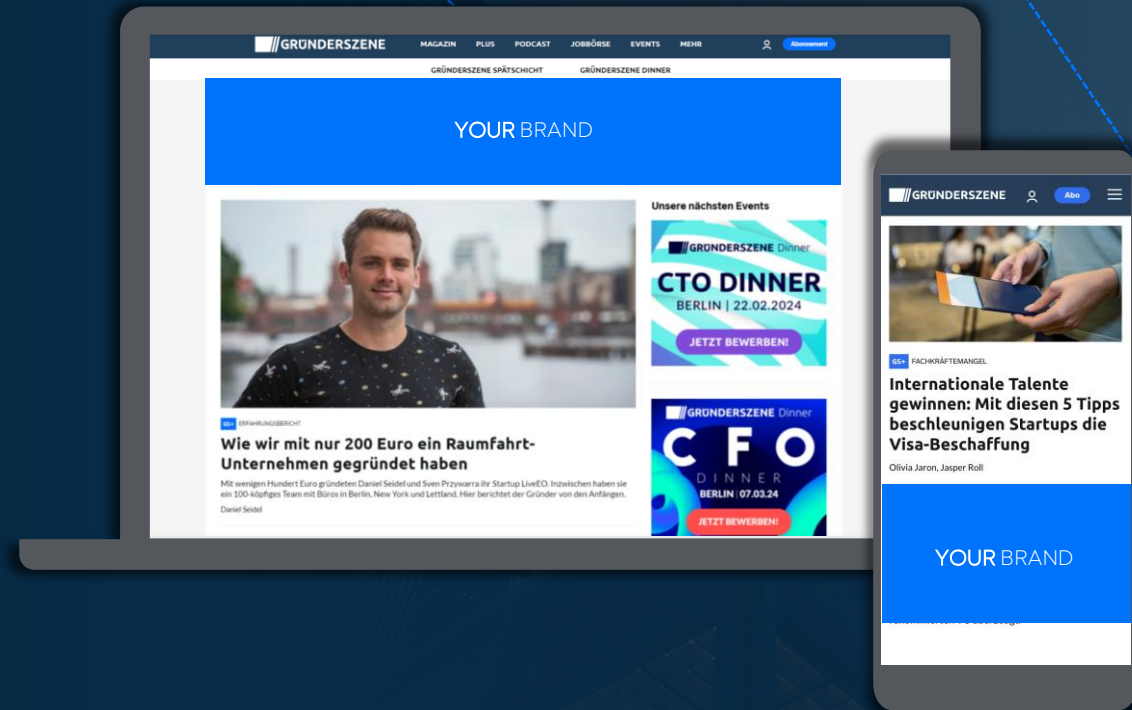 GRÜNDERSZENE MAGAZIN PLUS PODCAST JOBBÖRSE EVENTS MEHR Abonnement
GRÜNDERSZENE SPÄTSCHICHT GRÜNDERSZENE DINNER
YOUR BRAND
GS+ ERFAHRUNGSBERICHT
Wie wir mit nur 200 Euro ein Raumfahrt-
Unternehmen gegründet haben
Mit wenigen Hundert Euro gründeten Daniel Seidel und Sven Przywarra ihr Startup LiveEO. Inzwischen haben sie
ein 100-köpfiges Team mit Büros in Berlin, New York und Lettland. Hier berichtet der Gründer von den Anfängen.
Daniel Seidel
Unsere nächsten Events
GRÜNDERSZENE Dinner
CTO DINNER
BERLIN | 22.02.2024
JETZT BEWERBEN!
GRÜNDERSZENE Dinner
CFO
DINNER
BERLIN | 07.03.24
JETZT BEWERBEN!
GRÜNDERSZENE Abo
GS+ FACHKRÄFTEMANGEL
Internationale Talente
gewinnen: Mit diesen 5 Tipps
beschleunigen Startups die
Visa-Beschaffung
Olivia Jaron, Jasper Roll
YOUR BRAND